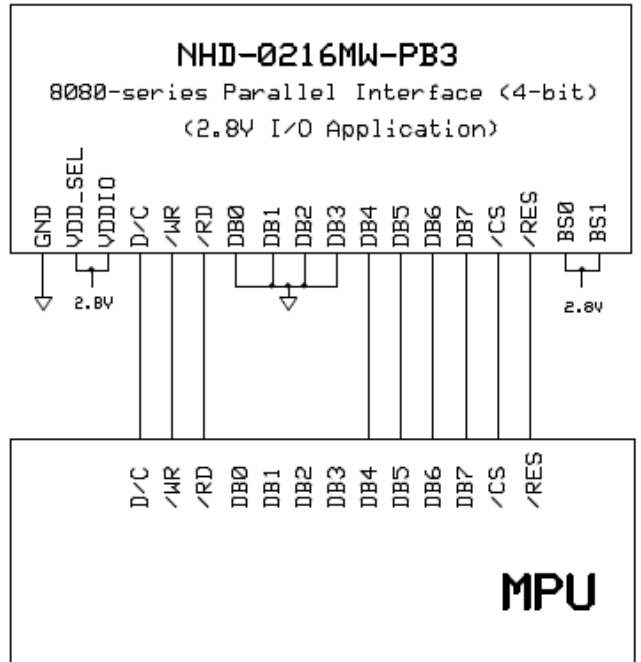 NHD-0216MW-PB3
8080-series Parallel Interface (4-bit)
(2.8V I/O Application)
GND
VDD_SEL
VDDIO
D/C
/WR
/RD
DB0
DB1
DB2
DB3
DB4
DB5
DB6
DB7
/CS
/RES
BS0
BS1
2.8V
2.8V
D/C
/WR
/RD
DB0
DB1
DB2
DB3
DB4
DB5
DB6
DB7
/CS
/RES
MPU